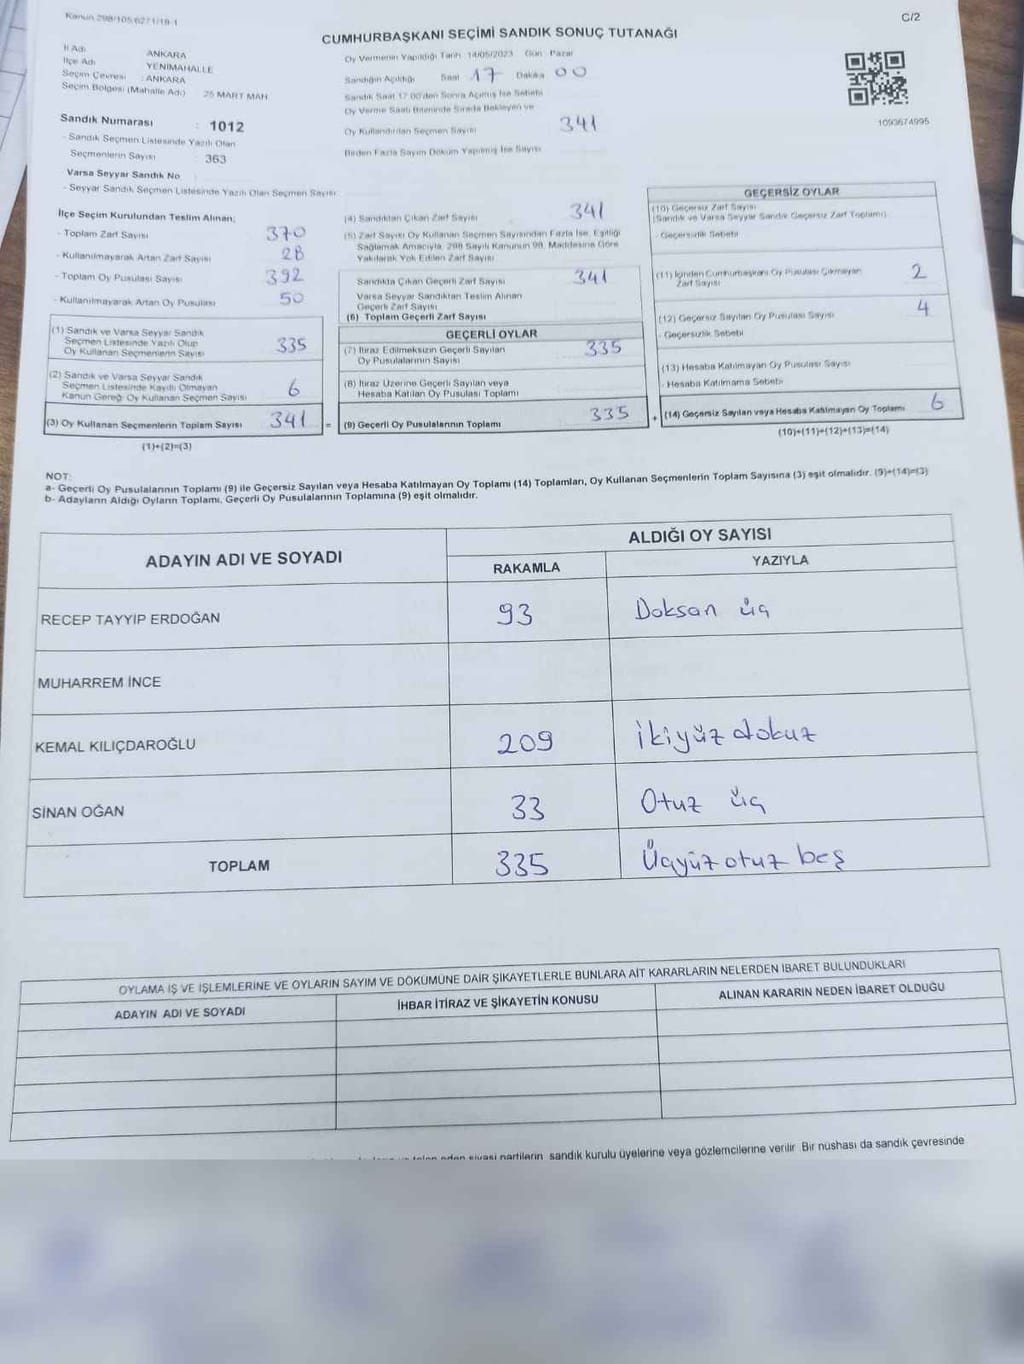 Kanun 298/105,6271/18-1
C/2
CUMHURBAŞKANI SEÇİMİ SANDIK SONUÇ TUTANAĞI
İl Adı ANKARA
İlçe Adı YENİMAHALLE
Seçim Çevresi : ANKARA
Seçim Bölgesi (Mahalle Adı) 25 MART MAH
Sandık Numarası : 1012
- Sandık Seçmen Listesinde Yazılı Olan
Seçmenlerin Sayısı : 363
Varsa Seyyar Sandık No
- Seyyar Sandık Seçmen Listesinde Yazılı Olan Seçmen Sayısı
Oy Vermenin Yapıldığı Tarih 14/05/2023 Gün Pazar
Sandığın Açıldığı Saat 17 Dakika 00
Sandık Saat 17.00'den Sonra Açılmış İse Sebebi
Oy Verme Saati Bitiminde Sırada Bekleyen ve
Oy Kullandırılan Seçmen Sayısı 341
Birden Fazla Sayım Döküm Yapılmış İse Sayısı
1093674995
İlçe Seçim Kurulundan Teslim Alınan;
- Toplam Zarf Sayısı 370
- Kullanılmayarak Artan Zarf Sayısı 28
- Toplam Oy Pusulası Sayısı 392
- Kullanılmayarak Artan Oy Pusulası 50
(1) Sandık ve Varsa Seyyar Sandık
Seçmen Listesinde Yazılı Olup
Oy Kullanan Seçmenlerin Sayısı 335
(2) Sandık ve Varsa Seyyar Sandık
Seçmen Listesinde Kayıtlı Olmayan
Kanun Gereği Oy Kullanan Seçmen Sayısı 6
(3) Oy Kullanan Seçmenlerin Toplam Sayısı 341 =
(1)+(2)=(3)
(4) Sandıktan Çıkan Zarf Sayısı 341
(5) Zarf Sayısı Oy Kullanan Seçmen Sayısından Fazla İse, Eşitliği
Sağlamak Amacıyla, 298 Sayılı Kanunun 98. Maddesine Göre
Yakılarak Yok Edilen Zarf Sayısı
Sandıkta Çıkan Geçerli Zarf Sayısı 341
Varsa Seyyar Sandıktan Teslim Alınan
Geçerli Zarf Sayısı
(6) Toplam Geçerli Zarf Sayısı
GEÇERLİ OYLAR
(7) İtiraz Edilmeksizin Geçerli Sayılan
Oy Pusulalarının Sayısı 335
(8) İtiraz Üzerine Geçerli Sayılan veya
Hesaba Katılan Oy Pusulası Toplamı
(9) Geçerli Oy Pusulalarının Toplamı 335 +
GEÇERSİZ OYLAR
(10) Geçersiz Zarf Sayısı
(Sandık ve Varsa Seyyar Sandık Geçersiz Zarf Toplamı)
- Geçersizlik Sebebi
(11) İçinden Cumhurbaşkanı Oy Pusulası Çıkmayan
Zarf Sayısı 2
(12) Geçersiz Sayılan Oy Pusulası Sayısı 4
- Geçersizlik Sebebi
(13) Hesaba Katılmayan Oy Pusulası Sayısı
- Hesaba Katılmama Sebebi
(14) Geçersiz Sayılan veya Hesaba Katılmayan Oy Toplamı 6
(10)+(11)+(12)+(13)=(14)
NOT:
a- Geçerli Oy Pusulalarının Toplamı (9) ile Geçersiz Sayılan veya Hesaba Katılmayan Oy Toplamı (14) Toplamları, Oy Kullanan Seçmenlerin Toplam Sayısına (3) eşit olmalıdır. (9)+(14)=(3)
b- Adayların Aldığı Oyların Toplamı, Geçerli Oy Pusulalarının Toplamına (9) eşit olmalıdır.
ADAYIN ADI VE SOYADI
ALDIĞI OY SAYISI
RAKAMLA YAZIYLA
RECEP TAYYİP ERDOĞAN 93 Doksan üç
MUHARREM İNCE
KEMAL KILIÇDAROĞLU 209 İkiyüz dokuz
SİNAN OĞAN 33 Otuz üç
TOPLAM 335 Üçyüz otuz beş
OYLAMA İŞ VE İŞLEMLERİNE VE OYLARIN SAYIM VE DÖKÜMÜNE DAİR ŞİKAYETLERLE BUNLARA AİT KARARLARIN NELERDEN İBARET BULUNDUKLARI
ADAYIN ADI VE SOYADI İHBAR İTİRAZ VE ŞİKAYETİN KONUSU ALINAN KARARIN NEDEN İBARET OLDUĞU
talep eden siyasi partilerin, sandık kurulu üyelerine veya gözlemcilerine verilir. Bir nüshası da sandık çevresinde